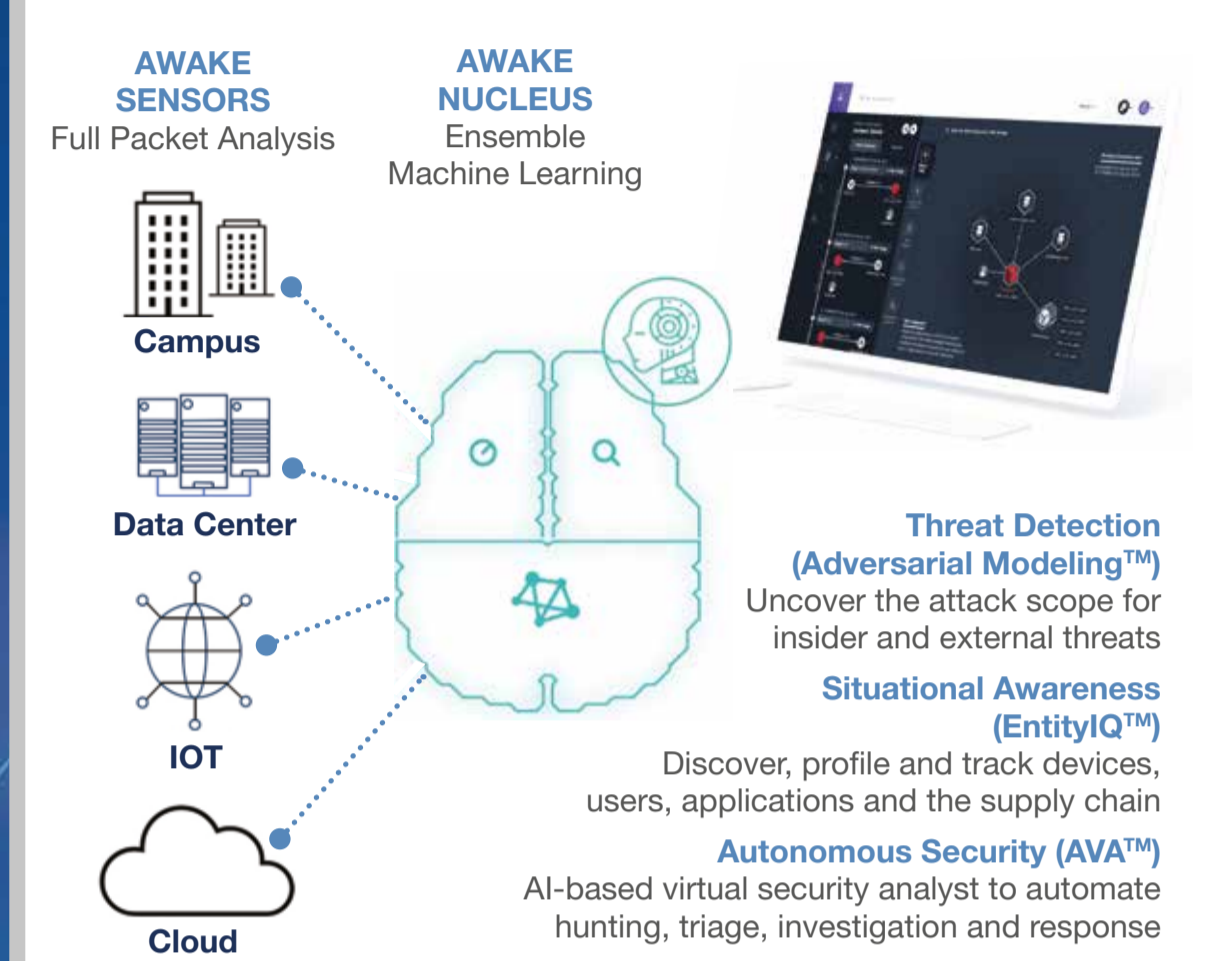 AWAKE
SENSORS
Full Packet Analysis
AWAKE
NUCLEUS
Ensemble
Machine Learning
Campus
Data Center
IOT
Cloud
Threat Detection
(Adversarial Modeling™)
Uncover the attack scope for
insider and external threats
Situational Awareness
(EntityIQ™)
Discover, profile and track devices,
users, applications and the supply chain
Autonomous Security (AVA™)
AI-based virtual security analyst to automate
hunting, triage, investigation and response